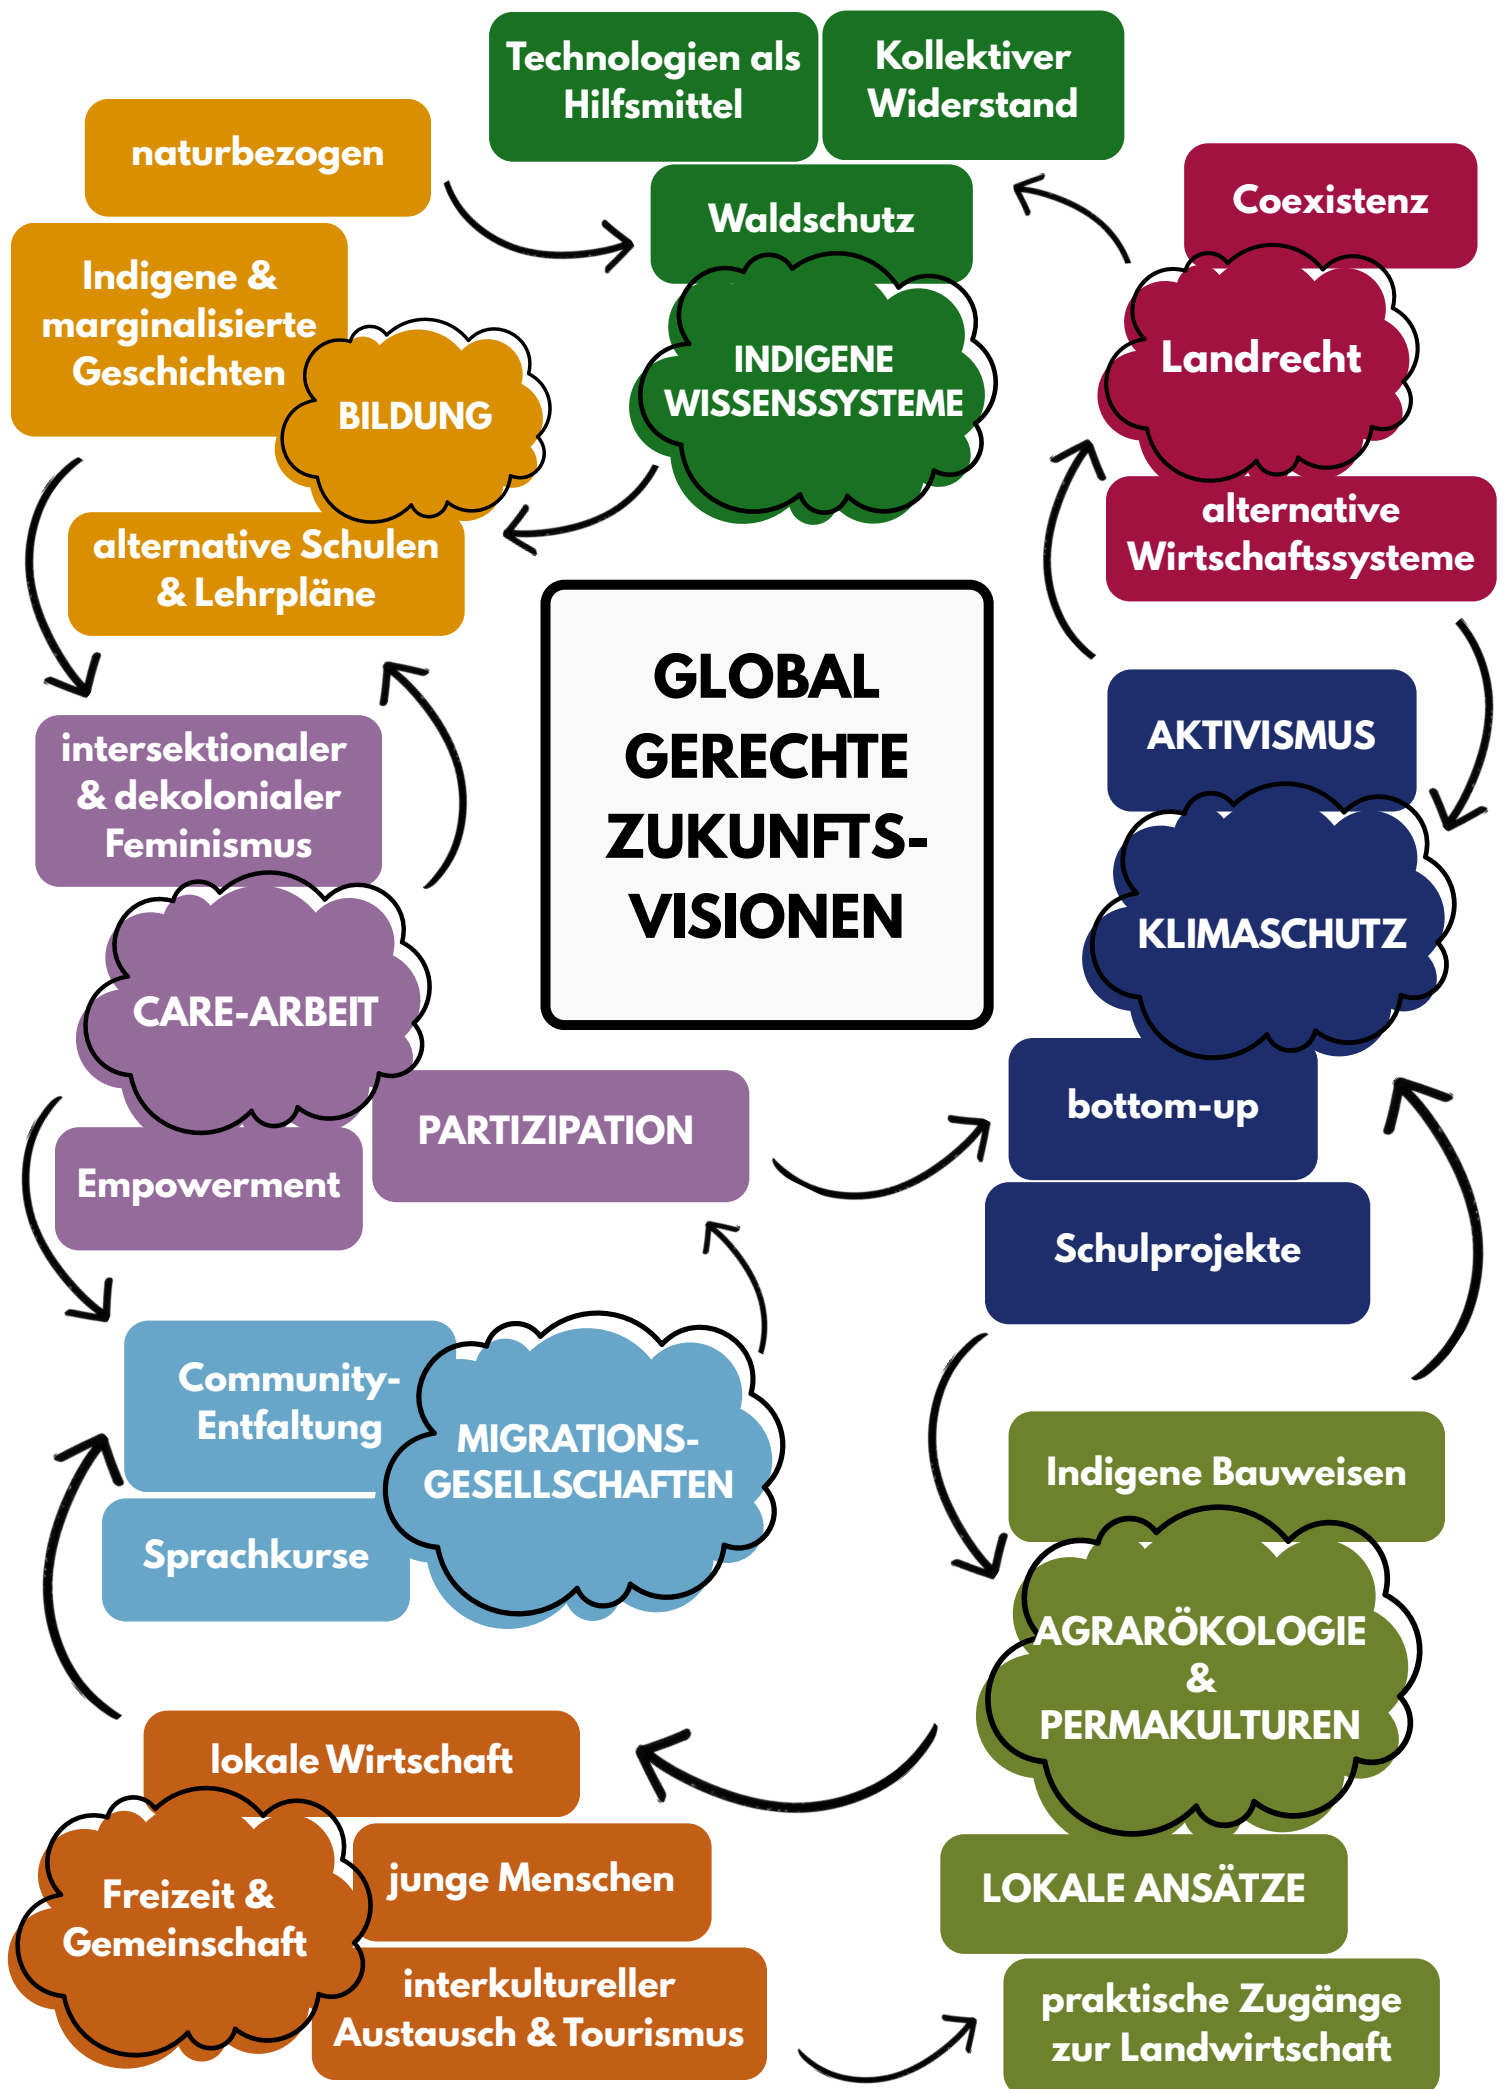 Technologien als
Hilfsmittel
Kollektiver
Widerstand
naturbezogen
Waldschutz
Coexistenz
Indigene &
marginalisierte
Geschichten
BILDUNG
INDIGENE
WISSENSSYSTEME
Landrecht
alternative Schulen
& Lehrpläne
alternative
Wirtschaftssysteme
GLOBAL
GERECHTE
ZUKUNFTS-
VISIONEN
intersektionaler
& dekolonialer
Feminismus
AKTIVISMUS
CARE-ARBEIT
KLIMASCHUTZ
PARTIZIPATION
Empowerment
bottom-up
Schulprojekte
Community-
Entfaltung
MIGRATIONS-
GESELLSCHAFTEN
Sprachkurse
Indigene Bauweisen
AGRARÖKOLOGIE
&
PERMAKULTUREN
lokale Wirtschaft
Freizeit &
Gemeinschaft
junge Menschen
interkultureller
Austausch & Tourismus
LOKALE ANSÄTZE
praktische Zugänge
zur Landwirtschaft